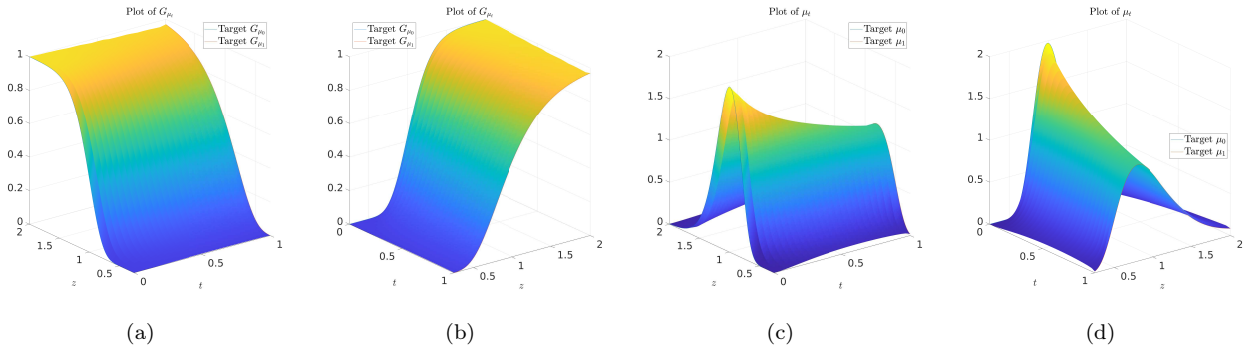 Plot of $G_{\mu_t}$
Target $G_{\mu_0}$
Target $G_{\mu_1}$
1
0.8
0.6
0.4
0.2
0
2
1.5
1
0.5
z
0
0.5
1
t
(a)
Plot of $G_{\mu_t}$
Target $G_{\mu_0}$
Target $G_{\mu_1}$
1
0.8
0.6
0.4
0.2
0
0
0.5
1
t
0.5
1
1.5
2
z
(b)
Plot of $\mu_t$
Target $\mu_0$
Target $\mu_1$
2
1.5
1
0.5
0
2
1.5
1
0.5
z
0
0.5
1
t
(c)
Plot of $\mu_t$
Target $\mu_0$
Target $\mu_1$
2
1.5
1
0.5
0
0
0.5
1
t
0.5
1
1.5
2
z
(d)